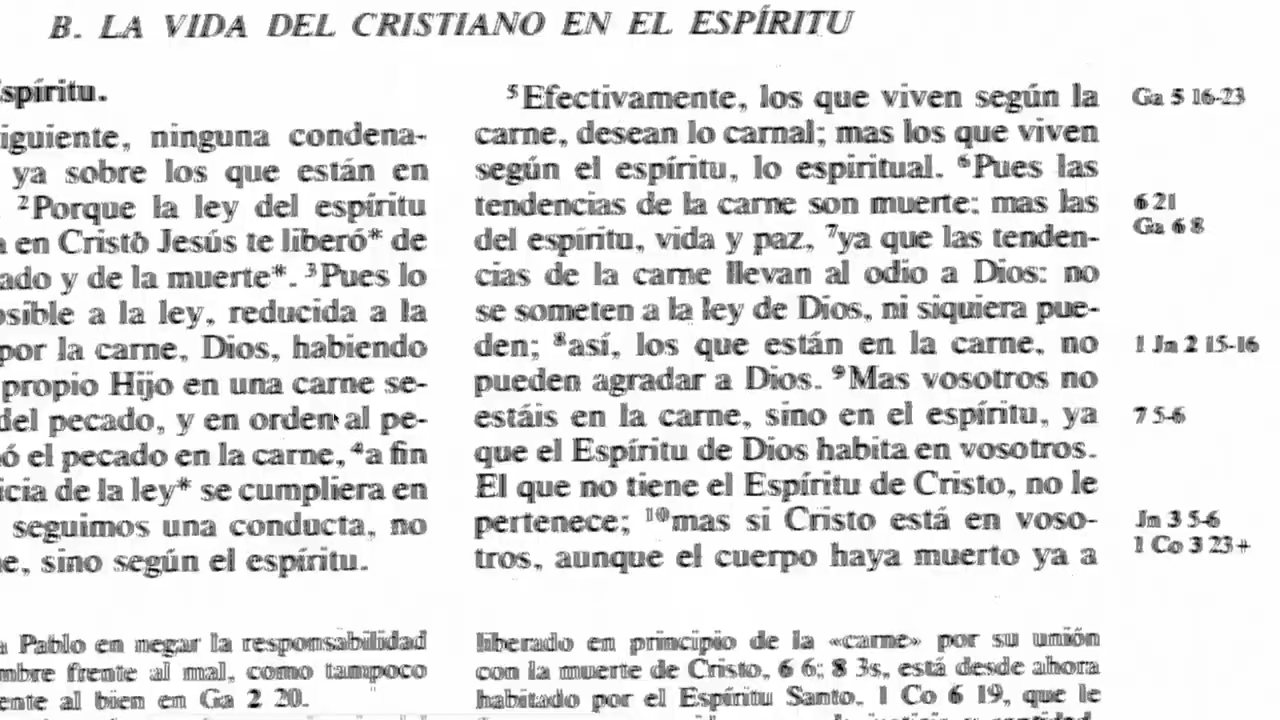 B. LA VIDA DEL CRISTIANO EN EL ESPÍRITU
spíritu.
iguiente, ninguna condena-
ya sobre los que están en
²Porque la ley del espíritu
a en Cristo Jesús te liberó* de
ado y de la muerte*. ³Pues lo
osible a la ley, reducida a la
por la carne, Dios, habiendo
propio Hijo en una carne se-
del pecado, y en orden al pe-
ó el pecado en la carne, ⁴a fin
icia de la ley* se cumpliera en
seguimos una conducta, no
e, sino según el espíritu.
⁵Efectivamente, los que viven según la
carne, desean lo carnal; mas los que viven
según el espíritu, lo espiritual. ⁶Pues las
tendencias de la carne son muerte; mas las
del espíritu, vida y paz, ⁷ya que las tenden-
cias de la carne llevan al odio a Dios: no
se someten a la ley de Dios, ni siquiera pue-
den; ⁸así, los que están en la carne, no
pueden agradar a Dios. ⁹Mas vosotros no
estáis en la carne, sino en el espíritu, ya
que el Espíritu de Dios habita en vosotros.
El que no tiene el Espíritu de Cristo, no le
pertenece; ¹⁰mas si Cristo está en voso-
tros, aunque el cuerpo haya muerto ya a
Ga 5 16-23
6 21
Ga 6 8
1 Jn 2 15-16
7 5-6
Jn 3 5-6
1 Co 3 23+
a Pablo en negar la responsabilidad
mbre frente al mal, como tampoco
ente al bien en Ga 2 20.
liberado en principio de la «carne» por su unión
con la muerte de Cristo, 6 6; 8 3s, está desde ahora
habitado por el Espíritu Santo, 1 Co 6 19, que le